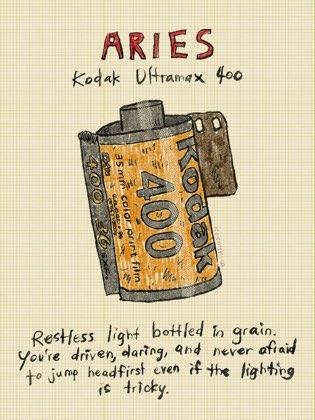 ARIES
Kodak Ultramax 400
Kodak
400
35mm color print film
400 36
Restless light bottled in grain.
You're driven, daring, and never afraid
to jump headfirst even if the lighting
is tricky.